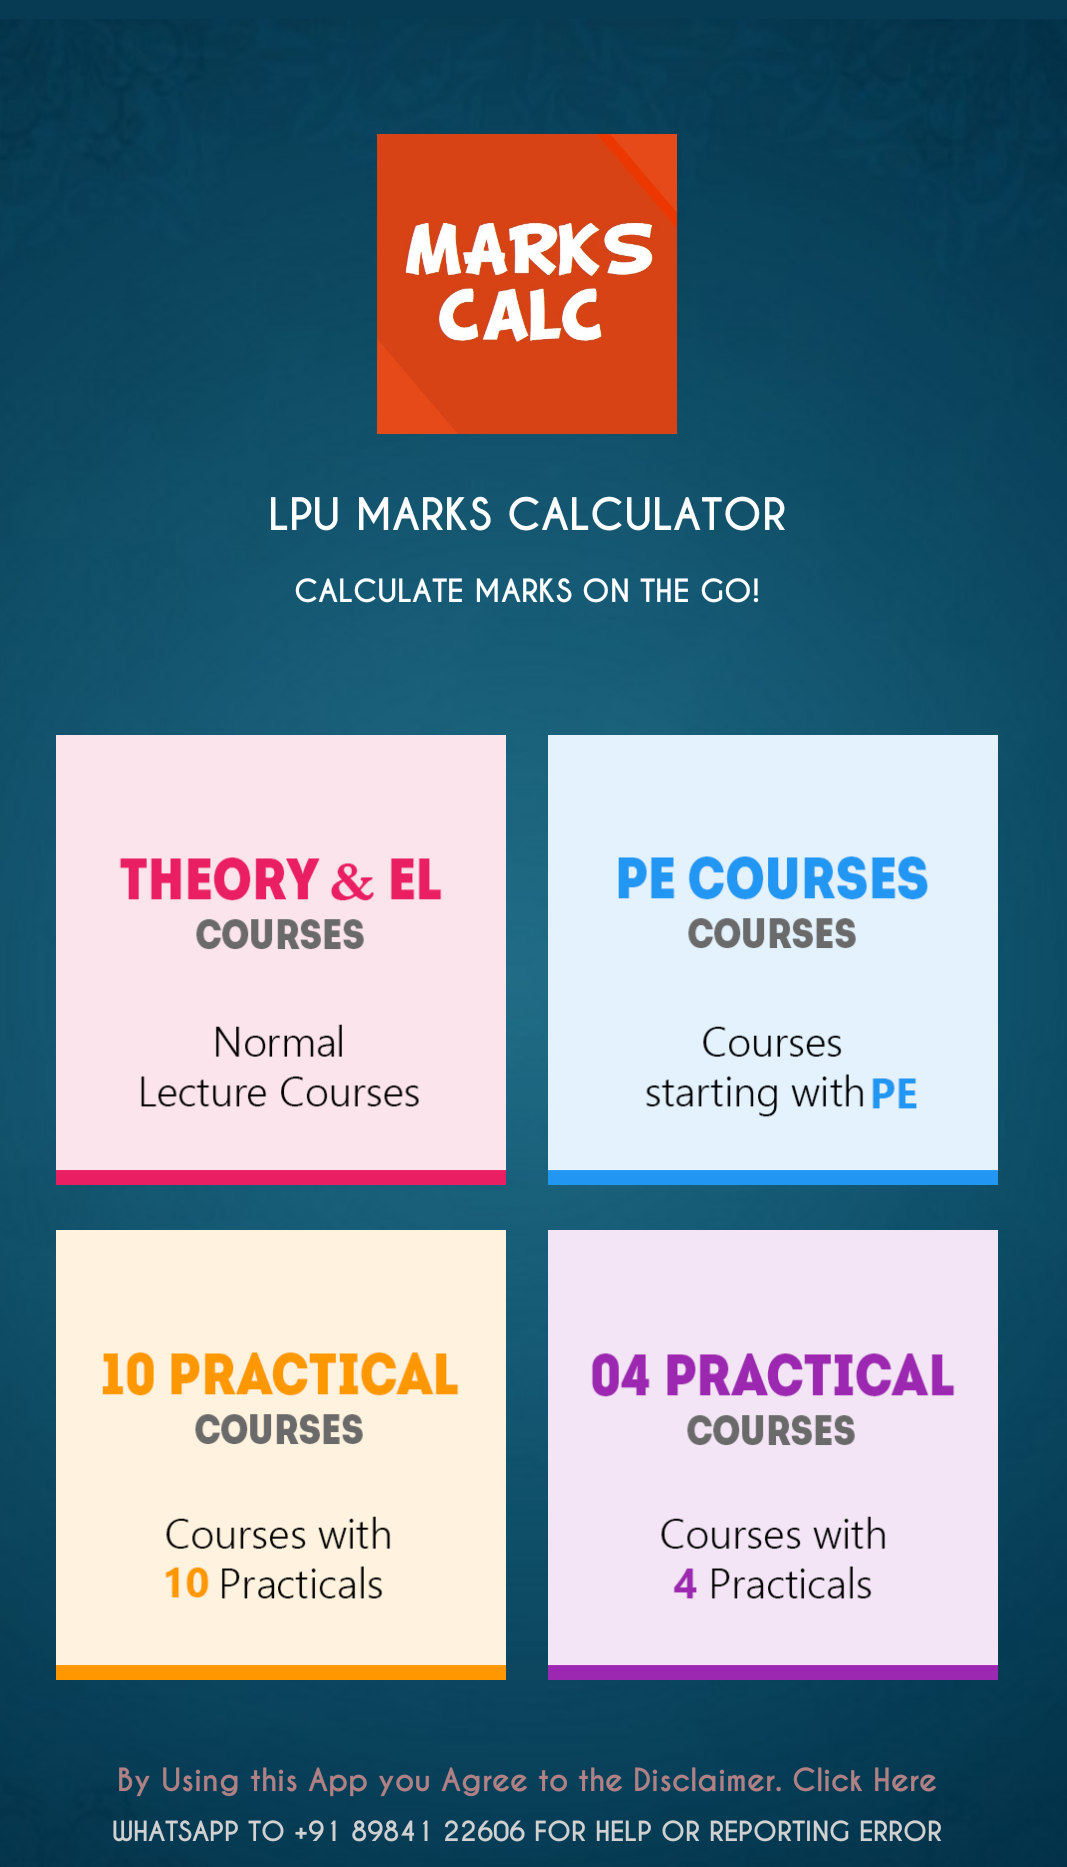 MARKS
CALC
LPU MARKS CALCULATOR
CALCULATE MARKS ON THE GO!
THEORY & EL
COURSES
Normal
Lecture Courses
PE COURSES
COURSES
Courses
starting with PE
10 PRACTICAL
COURSES
Courses with
10 Practicals
04 PRACTICAL
COURSES
Courses with
4 Practicals
By Using this App you Agree to the Disclaimer. Click Here
WHATSAPP TO +91 89841 22606 FOR HELP OR REPORTING ERROR